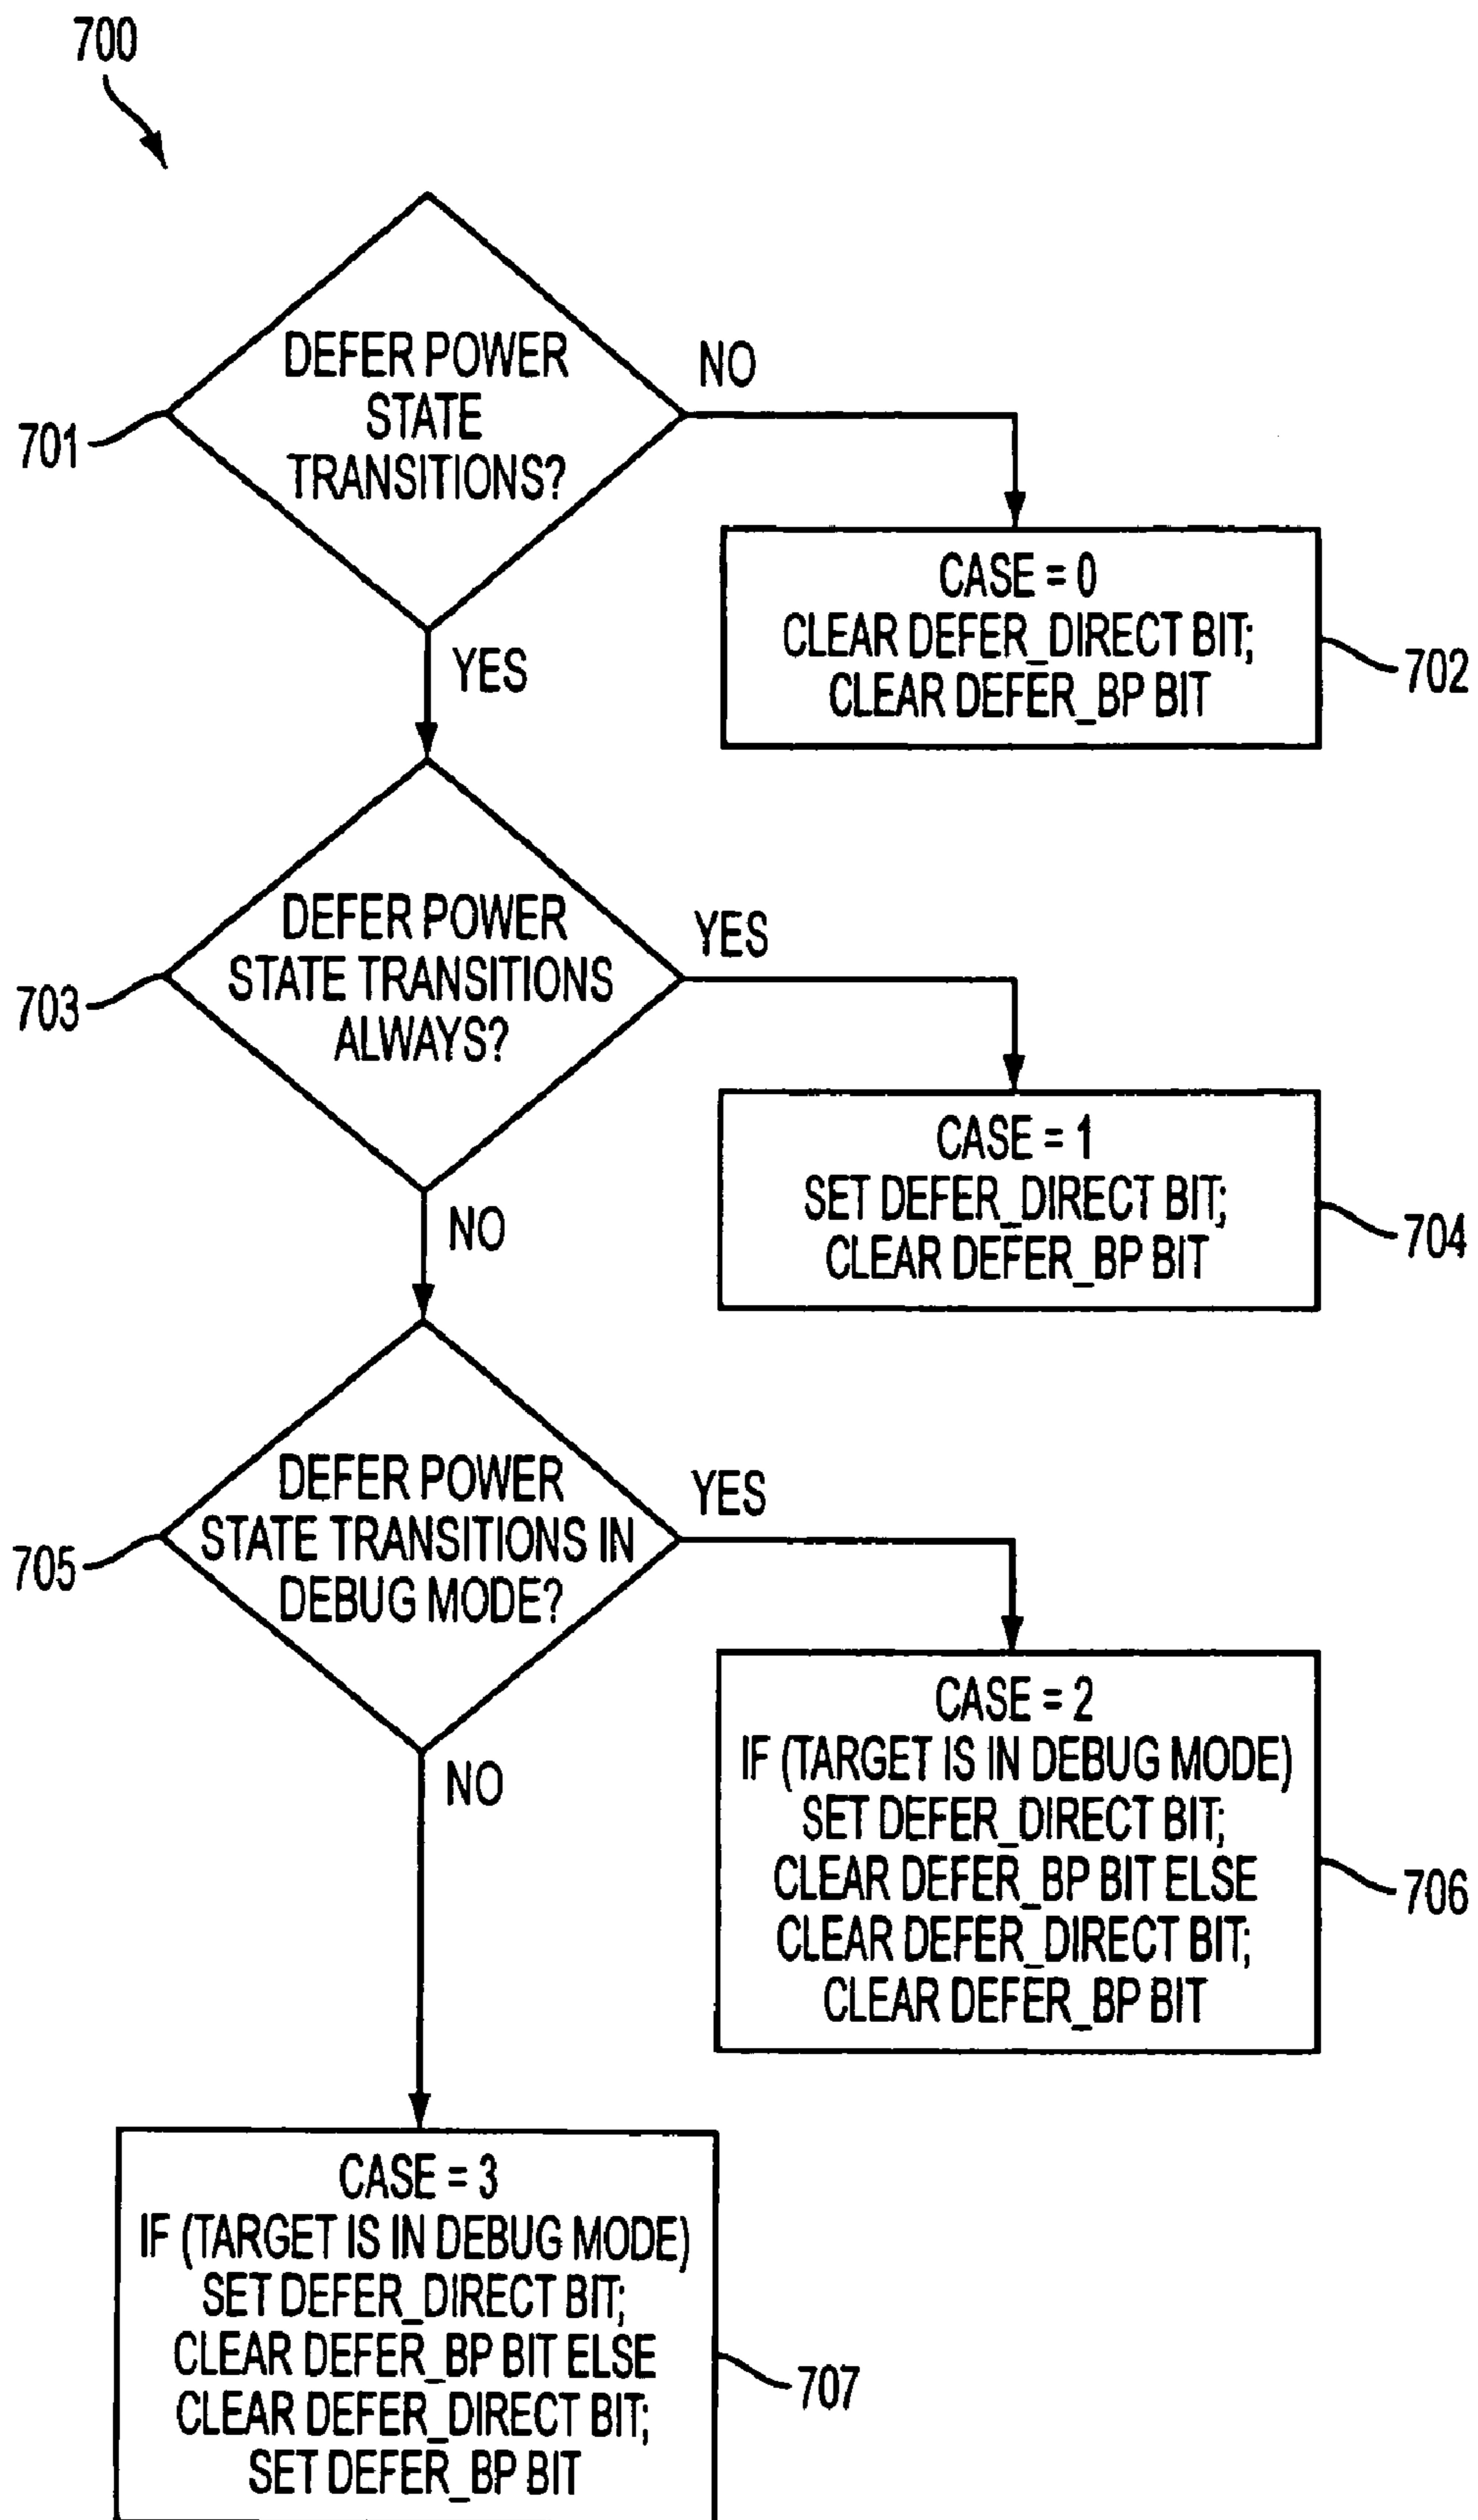 700
DEFER POWER
STATE
TRANSITIONS?
NO
701
CASE = 0
CLEAR DEFER_DIRECT BIT;
CLEAR DEFER_BP BIT
702
YES
DEFER POWER
STATE TRANSITIONS
ALWAYS?
YES
703
CASE = 1
SET DEFER_DIRECT BIT;
CLEAR DEFER_BP BIT
704
NO
DEFER POWER
STATE TRANSITIONS IN
DEBUG MODE?
YES
705
CASE = 2
IF (TARGET IS IN DEBUG MODE)
SET DEFER_DIRECT BIT;
CLEAR DEFER_BP BIT ELSE
CLEAR DEFER_DIRECT BIT;
CLEAR DEFER_BP BIT
706
NO
CASE = 3
IF (TARGET IS IN DEBUG MODE)
SET DEFER_DIRECT BIT;
CLEAR DEFER_BP BIT ELSE
CLEAR DEFER_DIRECT BIT;
SET DEFER_BP BIT
707